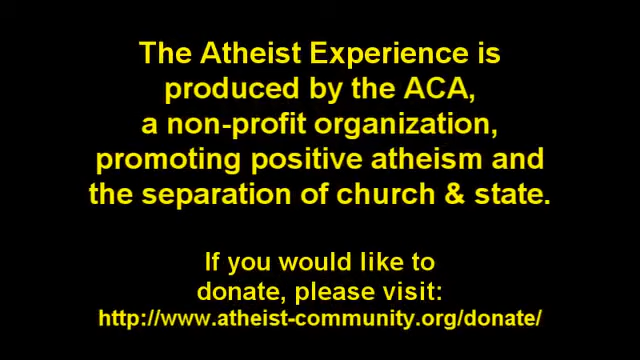 The Atheist Experience is
produced by the ACA,
a non-profit organization,
promoting positive atheism and
the separation of church & state.
If you would like to
donate, please visit:
http://www.atheist-community.org/donate/